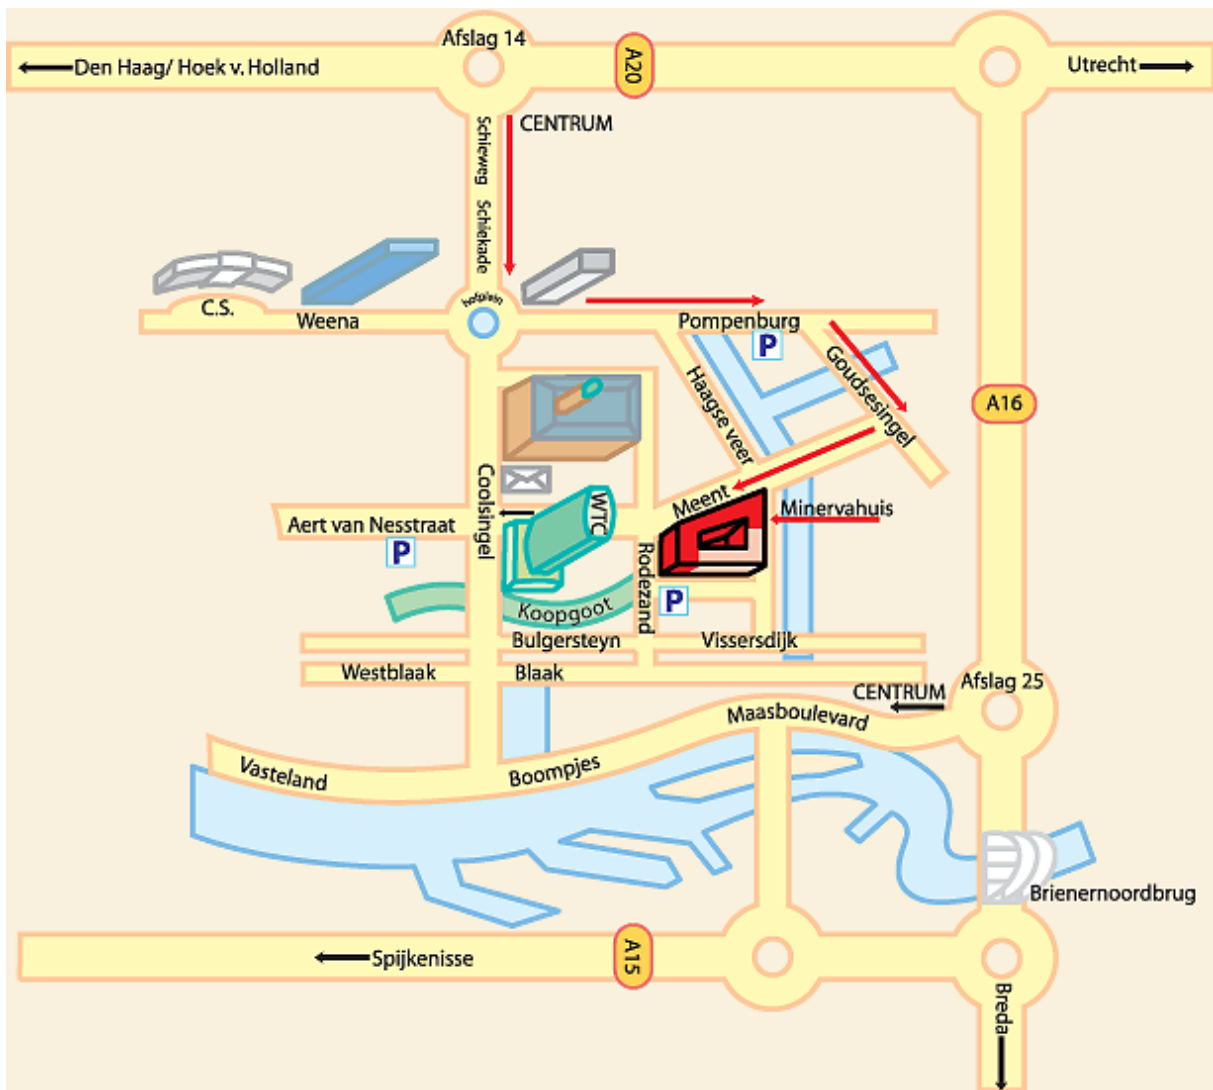 Afslag 14
A20
Den Haag/ Hoek v. Holland
Utrecht
CENTRUM
Schieweg
Schiekade
hofplein
C.S.
Weena
Pompenburg
P
Goudsesingel
Haagse veer
A16
Coolsingel
Meent
WTC
Minervahuis
Aert van Nesstraat
P
Rodezand
P
Koopgoot
Bulgersteyn
Vissersdijk
Westblaak
Blaak
CENTRUM
Afslag 25
Maasboulevard
Vasteland
Boompjes
Brienernoordbrug
Spijkenisse
A15
Breda